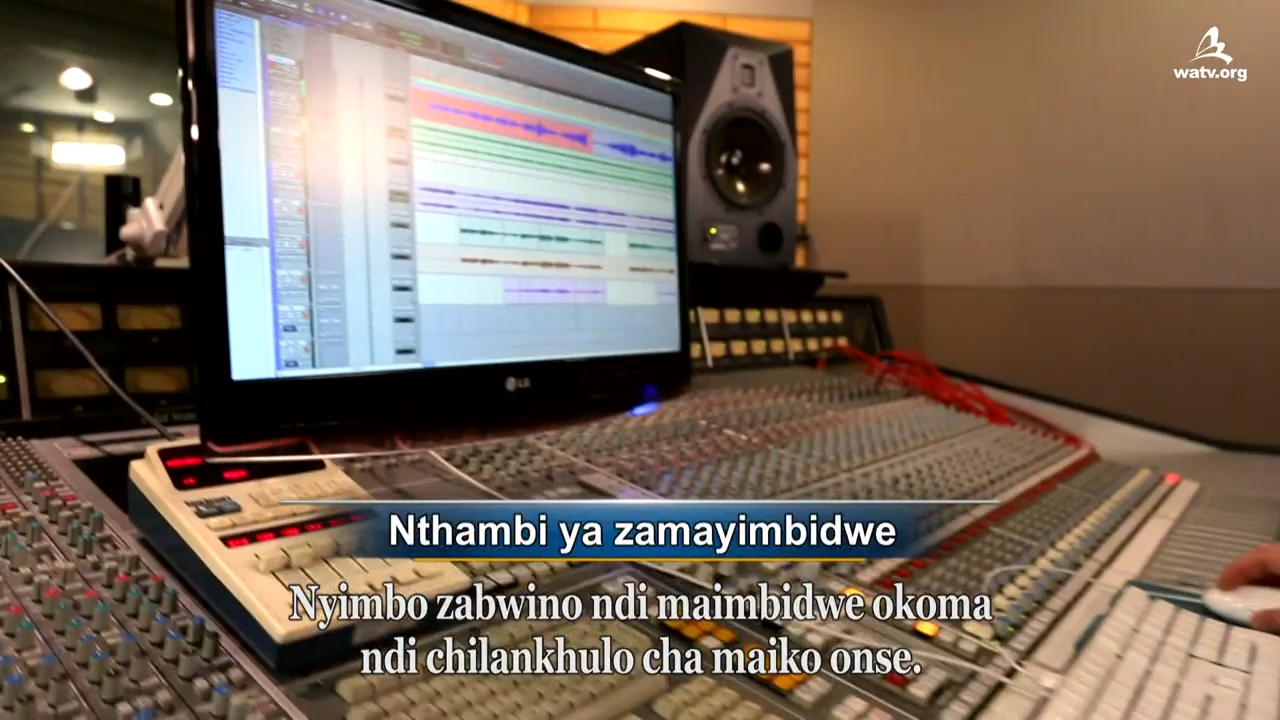 watv.org
LG
Nthambi ya zamayimbidwe
Nyimbo zabwino ndi maimbidwe okoma
ndi chilankhulo cha maiko onse.